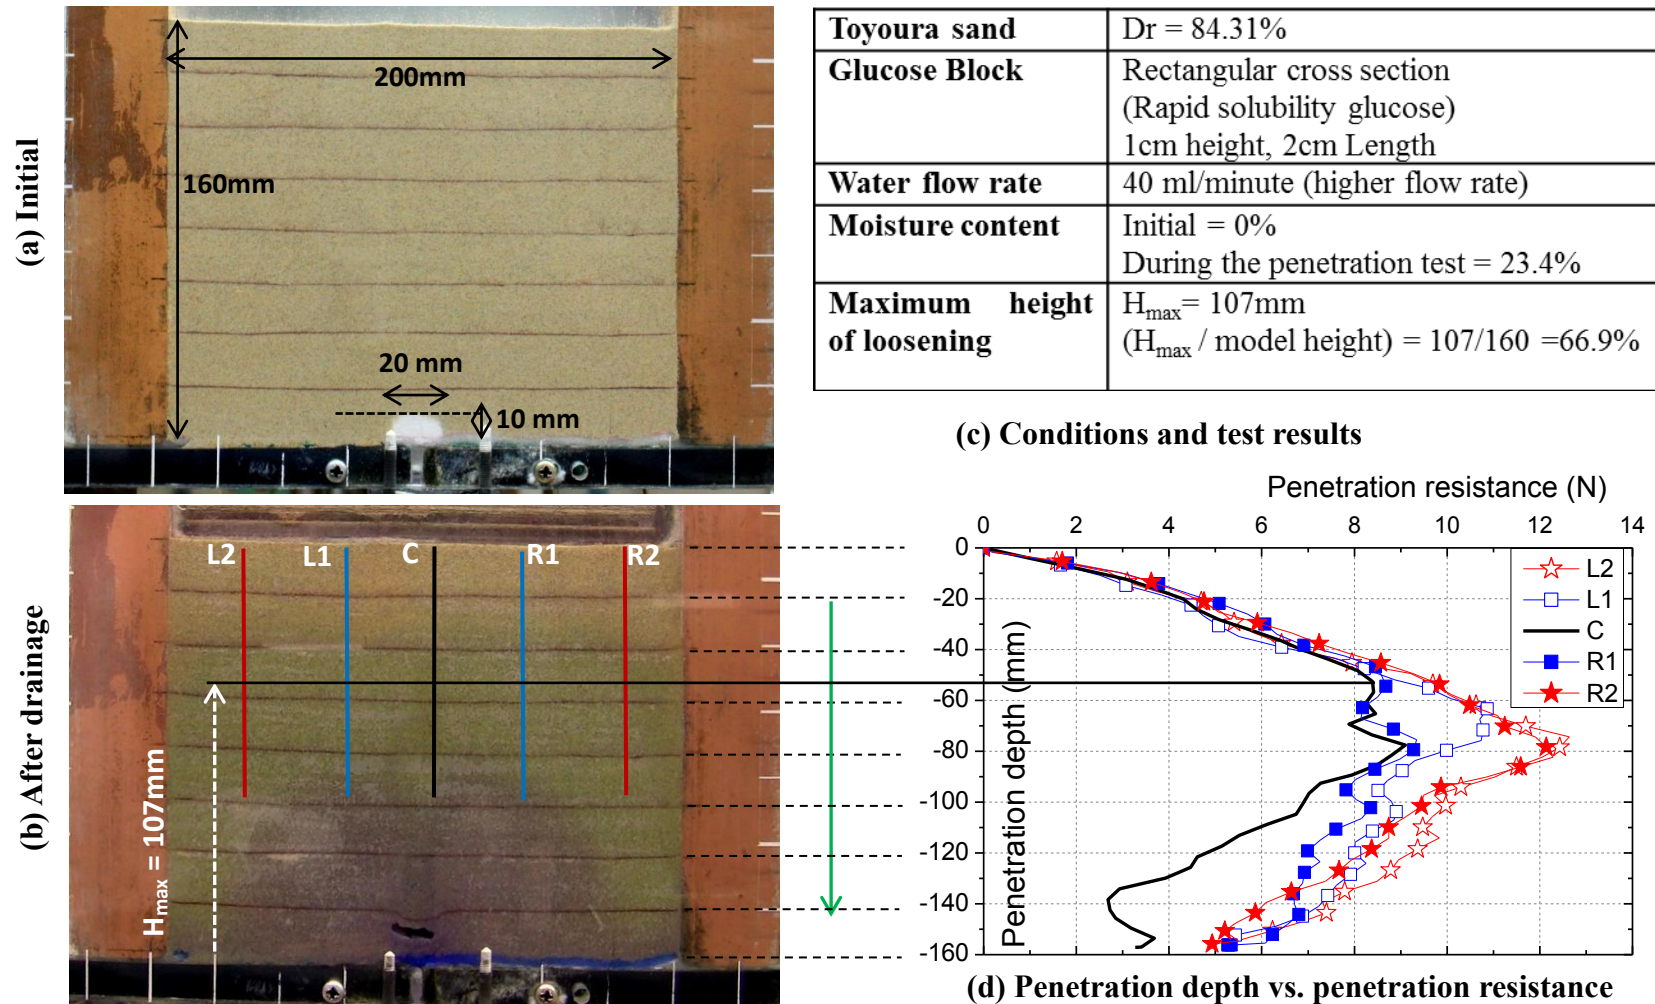 (a) Initial
200mm
160mm
20 mm
10 mm
Toyoura sand
Dr = 84.31%
Glucose Block
Rectangular cross section
(Rapid solubility glucose)
1cm height, 2cm Length
Water flow rate
40 ml/minute (higher flow rate)
Moisture content
Initial = 0%
During the penetration test = 23.4%
Maximum height
of loosening
Hmax= 107mm
(Hmax / model height) = 107/160 =66.9%
(c) Conditions and test results
(b) After drainage
L2
L1
C
R1
R2
Hmax = 107mm
Penetration resistance (N)
0 2 4 6 8 10 12 14
Penetration depth (mm)
0
-20
-40
-60
-80
-100
-120
-140
-160
L2
L1
C
R1
R2
(d) Penetration depth vs. penetration resistance